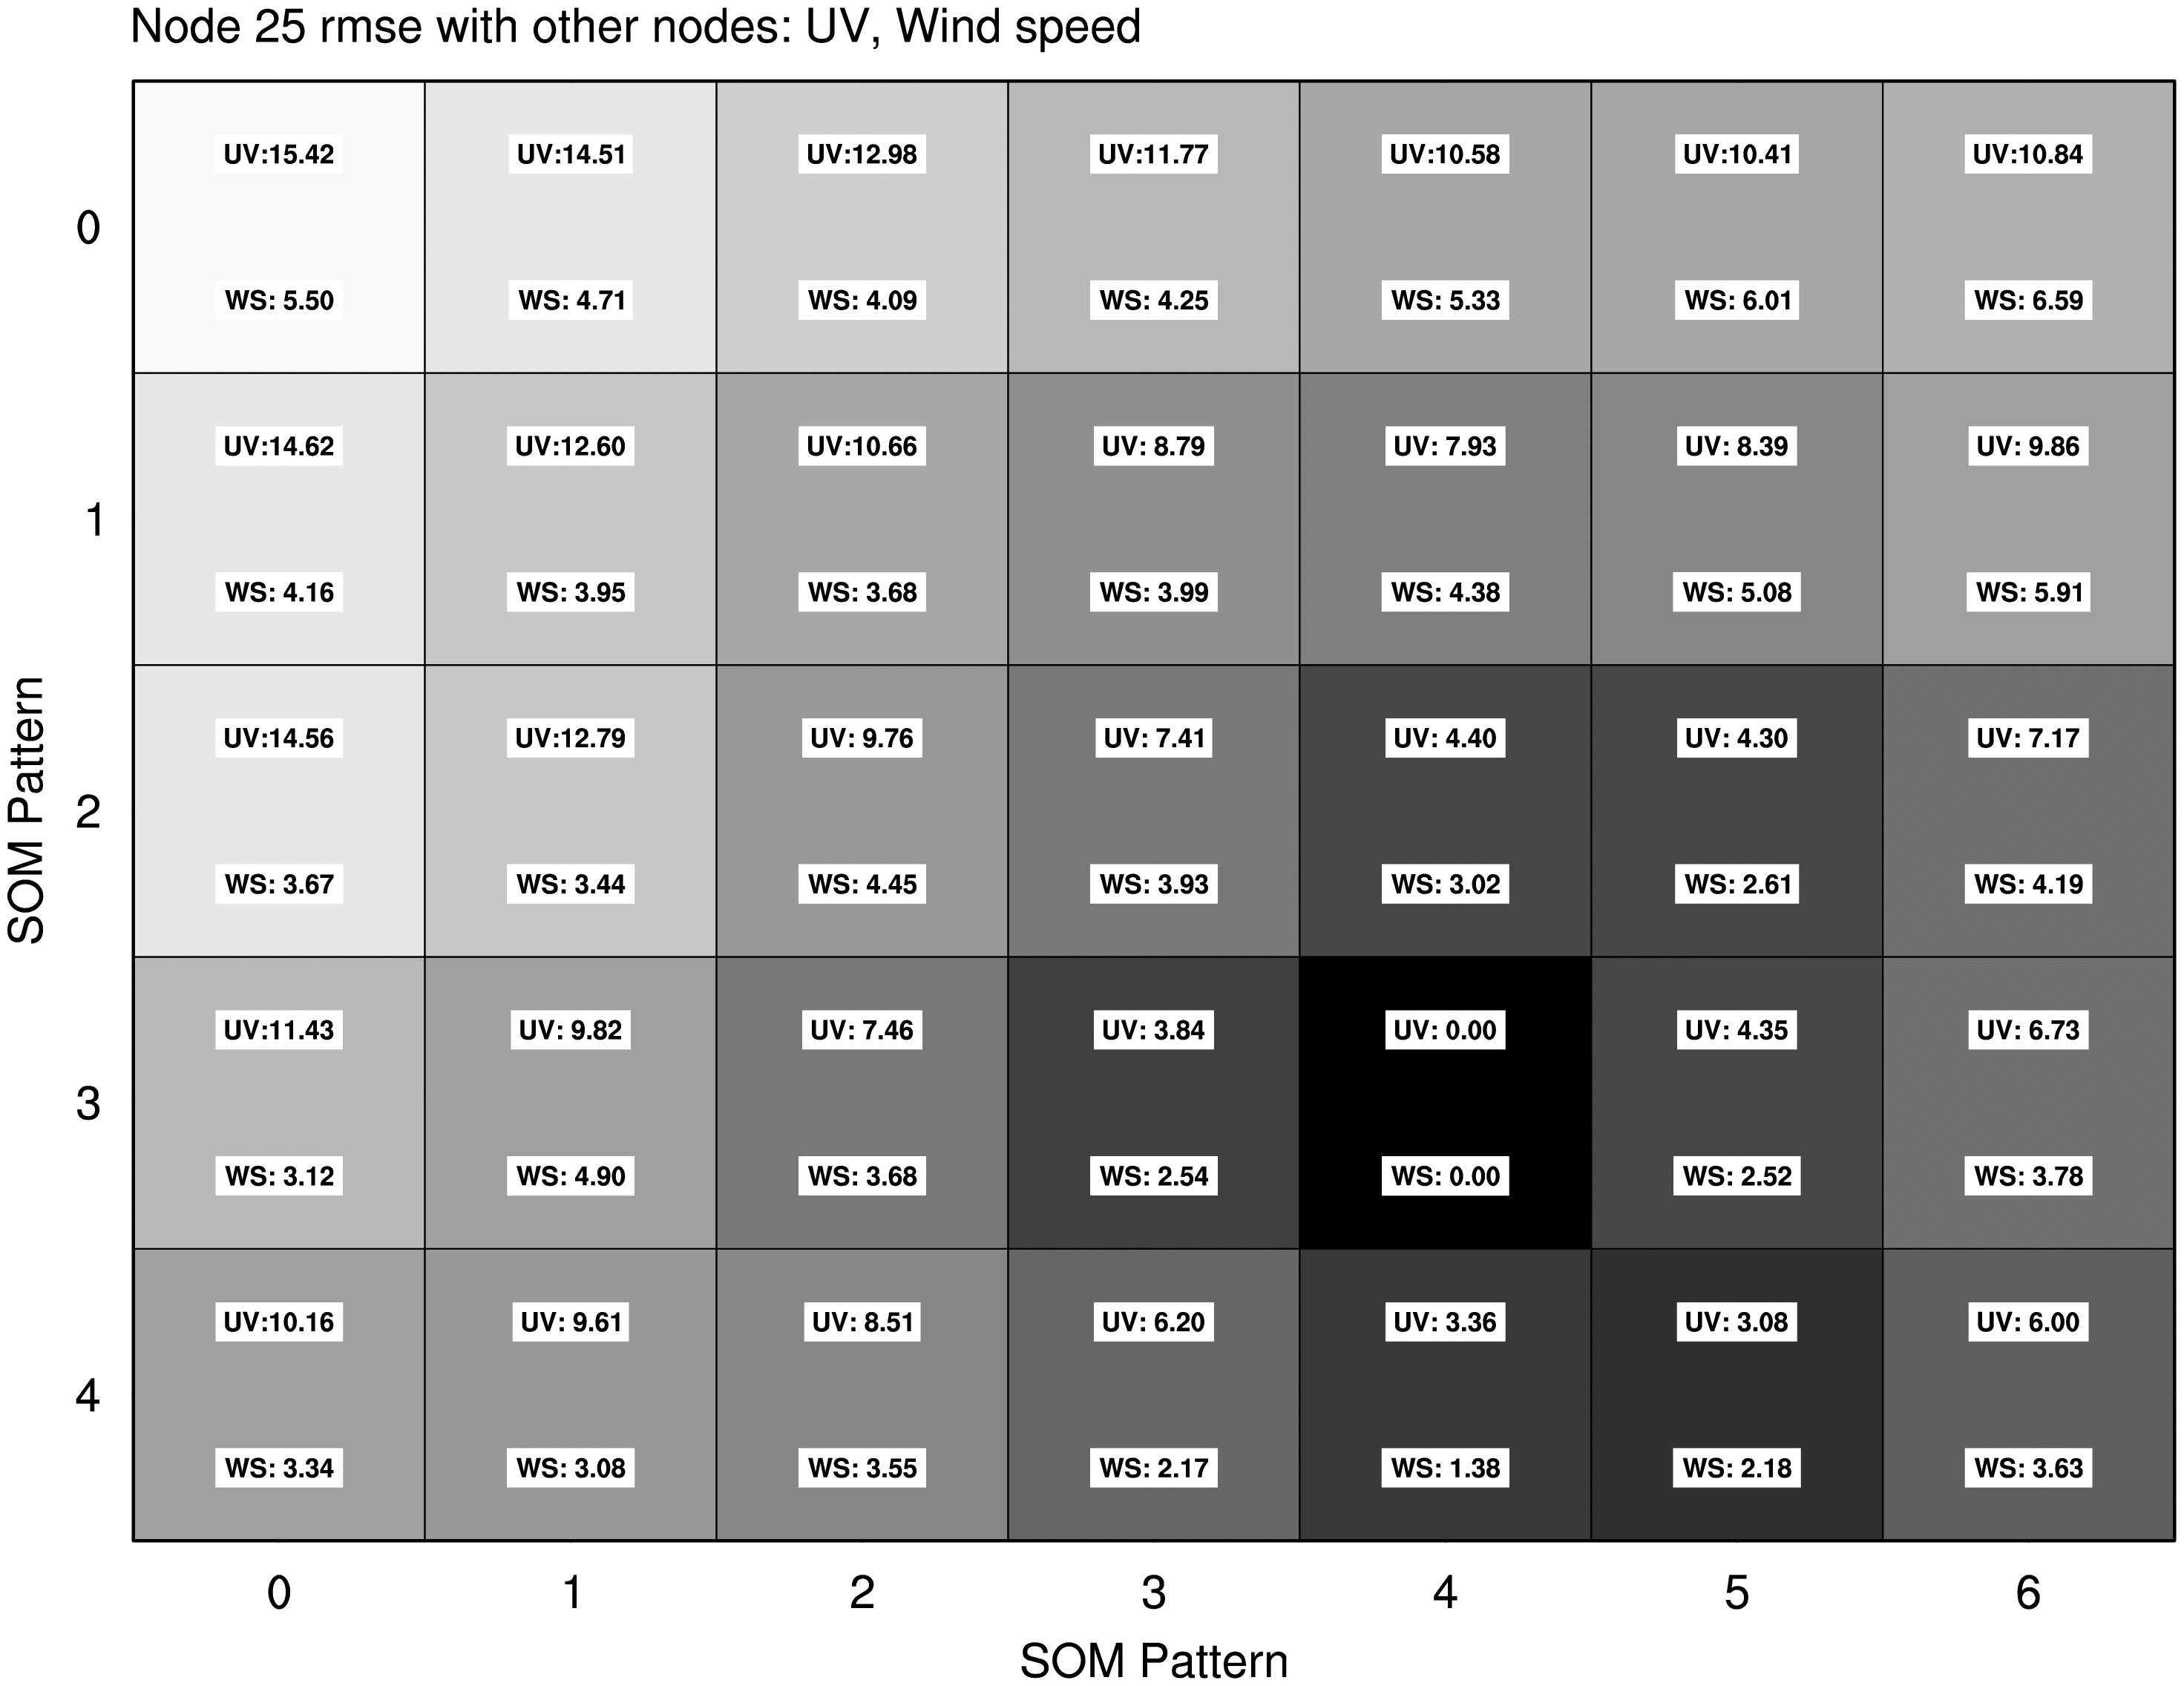 Node 25 rmse with other nodes: UV, Wind speed
UV:15.42 UV:14.51 UV:12.98 UV:11.77 UV:10.58 UV:10.41 UV:10.84
0
WS: 5.50 WS: 4.71 WS: 4.09 WS: 4.25 WS: 5.33 WS: 6.01 WS: 6.59
UV:14.62 UV:12.60 UV:10.66 UV: 8.79 UV: 7.93 UV: 8.39 UV: 9.86
1
WS: 4.16 WS: 3.95 WS: 3.68 WS: 3.99 WS: 4.38 WS: 5.08 WS: 5.91
UV:14.56 UV:12.79 UV: 9.76 UV: 7.41 UV: 4.40 UV: 4.30 UV: 7.17
2
WS: 3.67 WS: 3.44 WS: 4.45 WS: 3.93 WS: 3.02 WS: 2.61 WS: 4.19
UV:11.43 UV: 9.82 UV: 7.46 UV: 3.84 UV: 0.00 UV: 4.35 UV: 6.73
3
WS: 3.12 WS: 4.90 WS: 3.68 WS: 2.54 WS: 0.00 WS: 2.52 WS: 3.78
UV:10.16 UV: 9.61 UV: 8.51 UV: 6.20 UV: 3.36 UV: 3.08 UV: 6.00
4
WS: 3.34 WS: 3.08 WS: 3.55 WS: 2.17 WS: 1.38 WS: 2.18 WS: 3.63
0 1 2 3 4 5 6
SOM Pattern
SOM Pattern